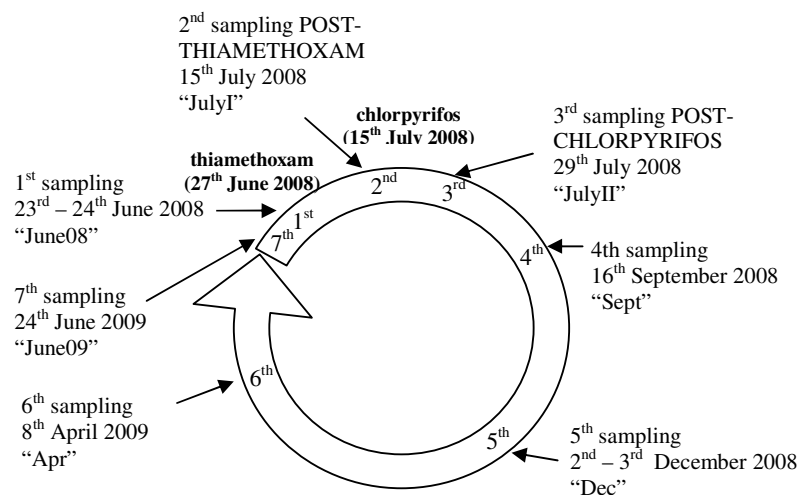 2nd sampling POST-
THIAMETHOXAM
15th July 2008
“JulyI”
chlorpyrifos
(15th July 2008)
3rd sampling POST-
CHLORPYRIFOS
29th July 2008
“JulyII”
thiamethoxam
(27th June 2008)
1st sampling
23rd – 24th June 2008
“June08”
2nd
3rd
1st
7th
4th
4th sampling
16th September 2008
“Sept”
7th sampling
24th June 2009
“June09”
6th
6th sampling
8th April 2009
“Apr”
5th
5th sampling
2nd – 3rd December 2008
“Dec”